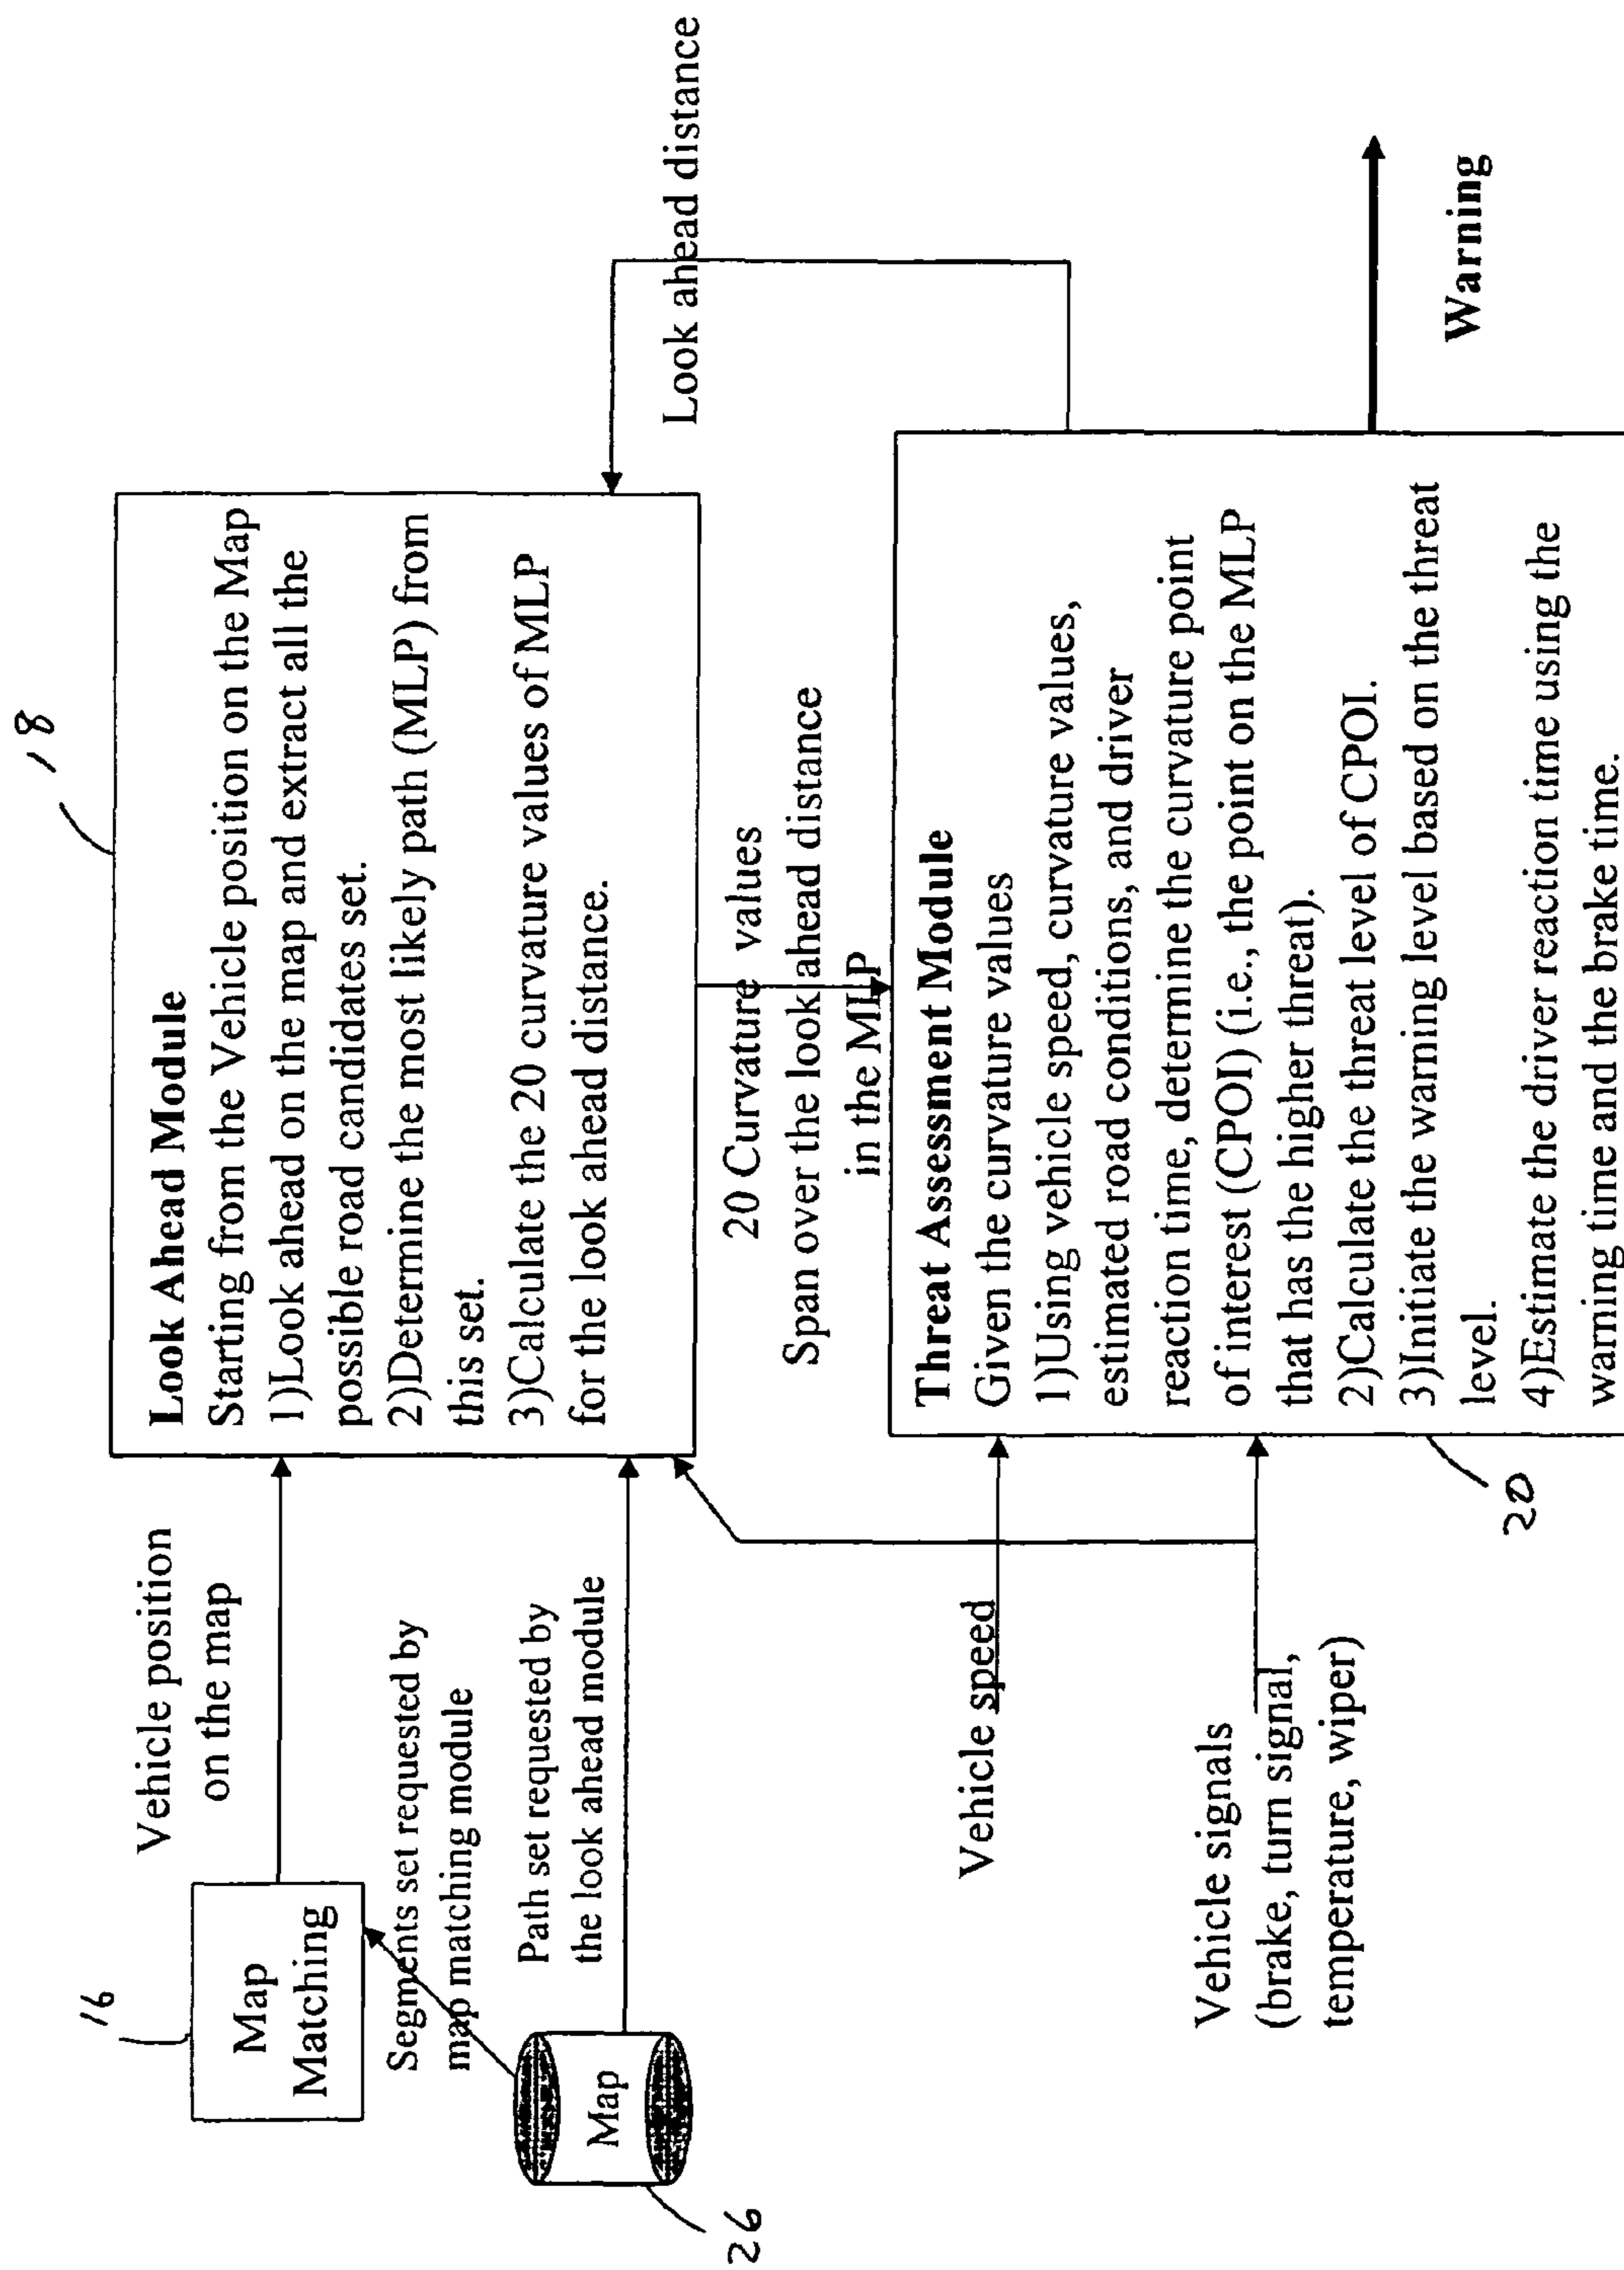 16
Map
Matching
26
Map
Vehicle position
on the map
Segments set requested by
map matching module
Path set requested by
the look ahead module
18
Look Ahead Module
Starting from the Vehicle position on the Map
1)Look ahead on the map and extract all the
possible road candidates set.
2)Determine the most likely path (MLP) from
this set.
3)Calculate the 20 curvature values of MLP
for the look ahead distance.
Look ahead distance
20 Curvature values
Span over the look ahead distance
in the MLP
Vehicle speed
Vehicle signals
(brake, turn signal,
temperature, wiper)
20
Threat Assessment Module
Given the curvature values
1)Using vehicle speed, curvature values,
estimated road conditions, and driver
reaction time, determine the curvature point
of interest (CPOI) (i.e., the point on the MLP
that has the higher threat).
2)Calculate the threat level of CPOI.
3)Initiate the warning level based on the threat
level.
4)Estimate the driver reaction time using the
warning time and the brake time.
Warning